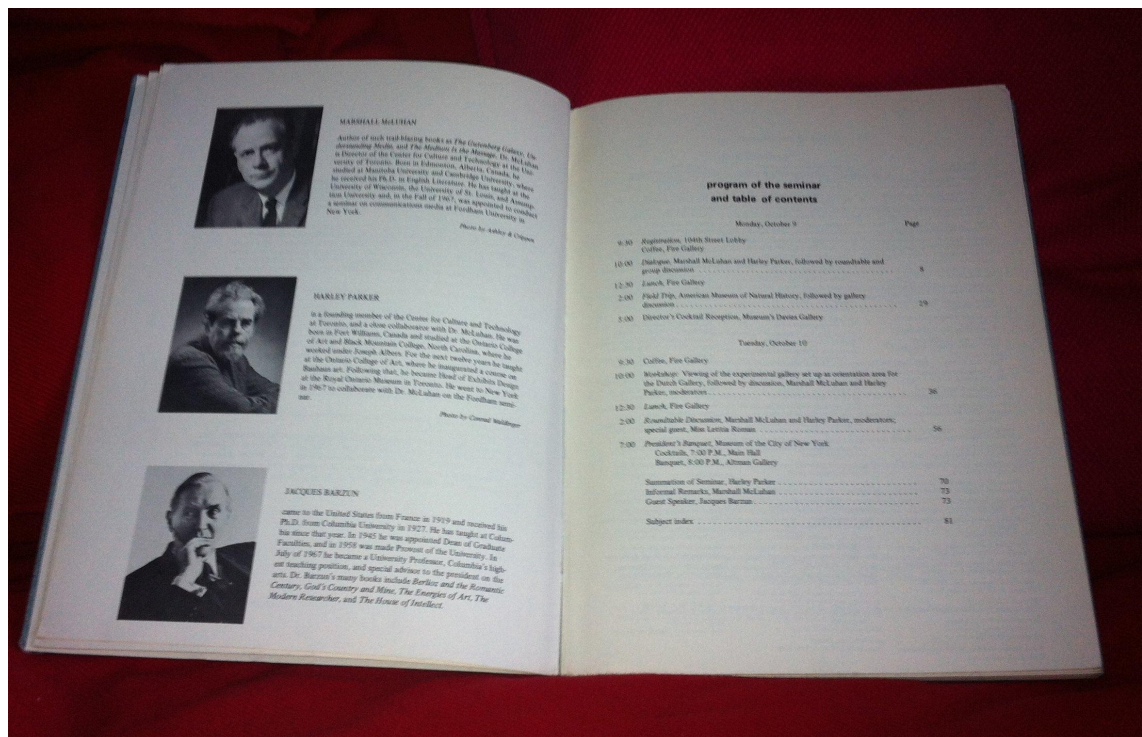 MARSHALL McLUHAN
Author of such trail-blazing books as The Gutenberg Galaxy, Un-
derstanding Media, and The Medium Is the Massage, Dr. McLuhan
is Director of the Center for Culture and Technology at the Uni-
versity of Toronto. Born in Edmonton, Alberta, Canada, he
studied at Manitoba University and Cambridge University, where
he received his Ph.D. in English Literature. He has taught at the
University of Wisconsin, the University of St. Louis, and Assump-
tion University and, in the Fall of 1967, was appointed to conduct
a seminar on communications media at Fordham University in
New York.
Photo by Ashley & Crippen
HARLEY PARKER
is a founding member of the Center for Culture and Technology
at Toronto, and a close collaborator with Dr. McLuhan. He was
born in Fort William, Canada and studied at the Ontario College
of Art and Black Mountain College, North Carolina, where he
worked under Joseph Albers. For the next twelve years he taught
at the Ontario College of Art, where he inaugurated a course on
Bauhaus art. Following that, he became Head of Exhibits Design
at the Royal Ontario Museum in Toronto. He went to New York
in 1967 to collaborate with Dr. McLuhan on the Fordham semi-
nar.
Photo by Conrad
JACQUES BARZUN
came to the United States from France in 1919 and received his
Ph.D. from Columbia University in 1927. He has taught at Colum-
bia since that year. In 1945 he was appointed Dean of Graduate
Faculties, and in 1958 was made Provost of the University. In
July of 1967 he became a University Professor, Columbia's high-
est teaching position, and special advisor to the president on the
arts. Dr. Barzun's many books include Berlioz and the Romantic
Century, God's Country and Mine, The Energies of Art, The
Modern Researcher, and The House of Intellect.
program of the seminar
and table of contents
Monday, October 9 Page
9:30 Registration, 104th Street Lobby
Coffee, Fire Gallery
10:00 Dialogue, Marshall McLuhan and Harley Parker, followed by roundtable and
group discussion
12:30 Lunch, Fire Gallery
2:00 Field Trip, American Museum of Natural History, followed by gallery
discussion 29
5:00 Director's Cocktail Reception, Museum's Davies Gallery
Tuesday, October 10
9:30 Coffee, Fire Gallery
10:00 Workshop: Viewing of the experimental gallery set up as orientation area for
the Dutch Gallery, followed by discussion, Marshall McLuhan and Harley
Parker, moderators 36
12:30 Lunch, Fire Gallery
2:00 Roundtable Discussion, Marshall McLuhan and Harley Parker, moderators;
special guest, Miss Letitia Roman 56
7:00 President's Banquet, Museum of the City of New York
Cocktails, 7:00 P.M., Main Hall
Banquet, 8:00 P.M., Altman Gallery
Summation of Seminar, Harley Parker 70
Informal Remarks, Marshall McLuhan 73
Guest Speaker, Jacques Barzun 73
Subject index 81